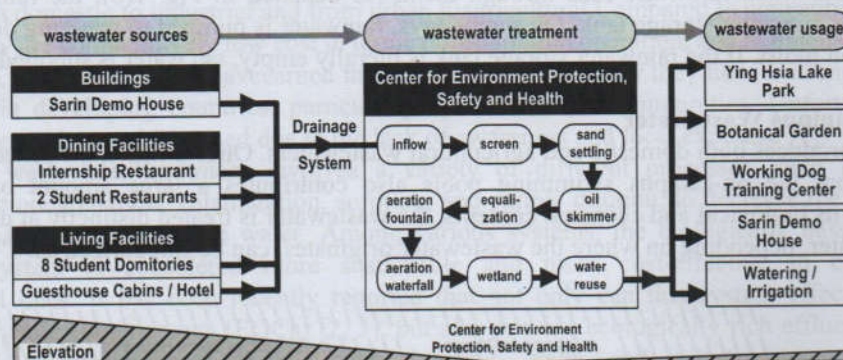 wastewater sources
wastewater treatment
wastewater usage
Buildings
Sarin Demo House
Dining Facilities
Internship Restaurant
2 Student Restaurants
Living Facilities
8 Student Domitories
Guesthouse Cabins / Hotel
Drainage
System
Center for Environment Protection,
Safety and Health
inflow
screen
sand
settling
oil
skimmer
equali-
zation
aeration
fountain
aeration
waterfall
wetland
water
reuse
Ying Hsia Lake
Park
Botanical Garden
Working Dog
Training Center
Sarin Demo
House
Watering /
Irrigation
Elevation
Center for Environment
Protection, Safety and Health